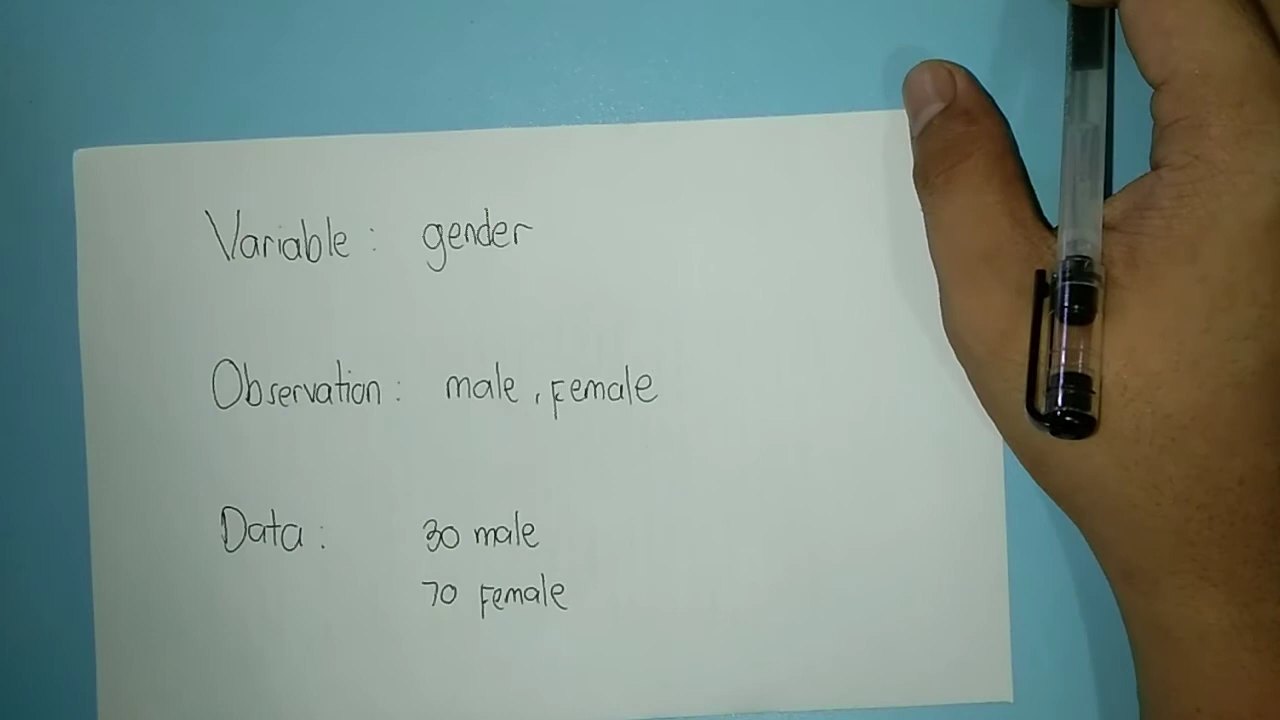 Variable : gender
Observation : male, Female
Data : 30 male
70 Female